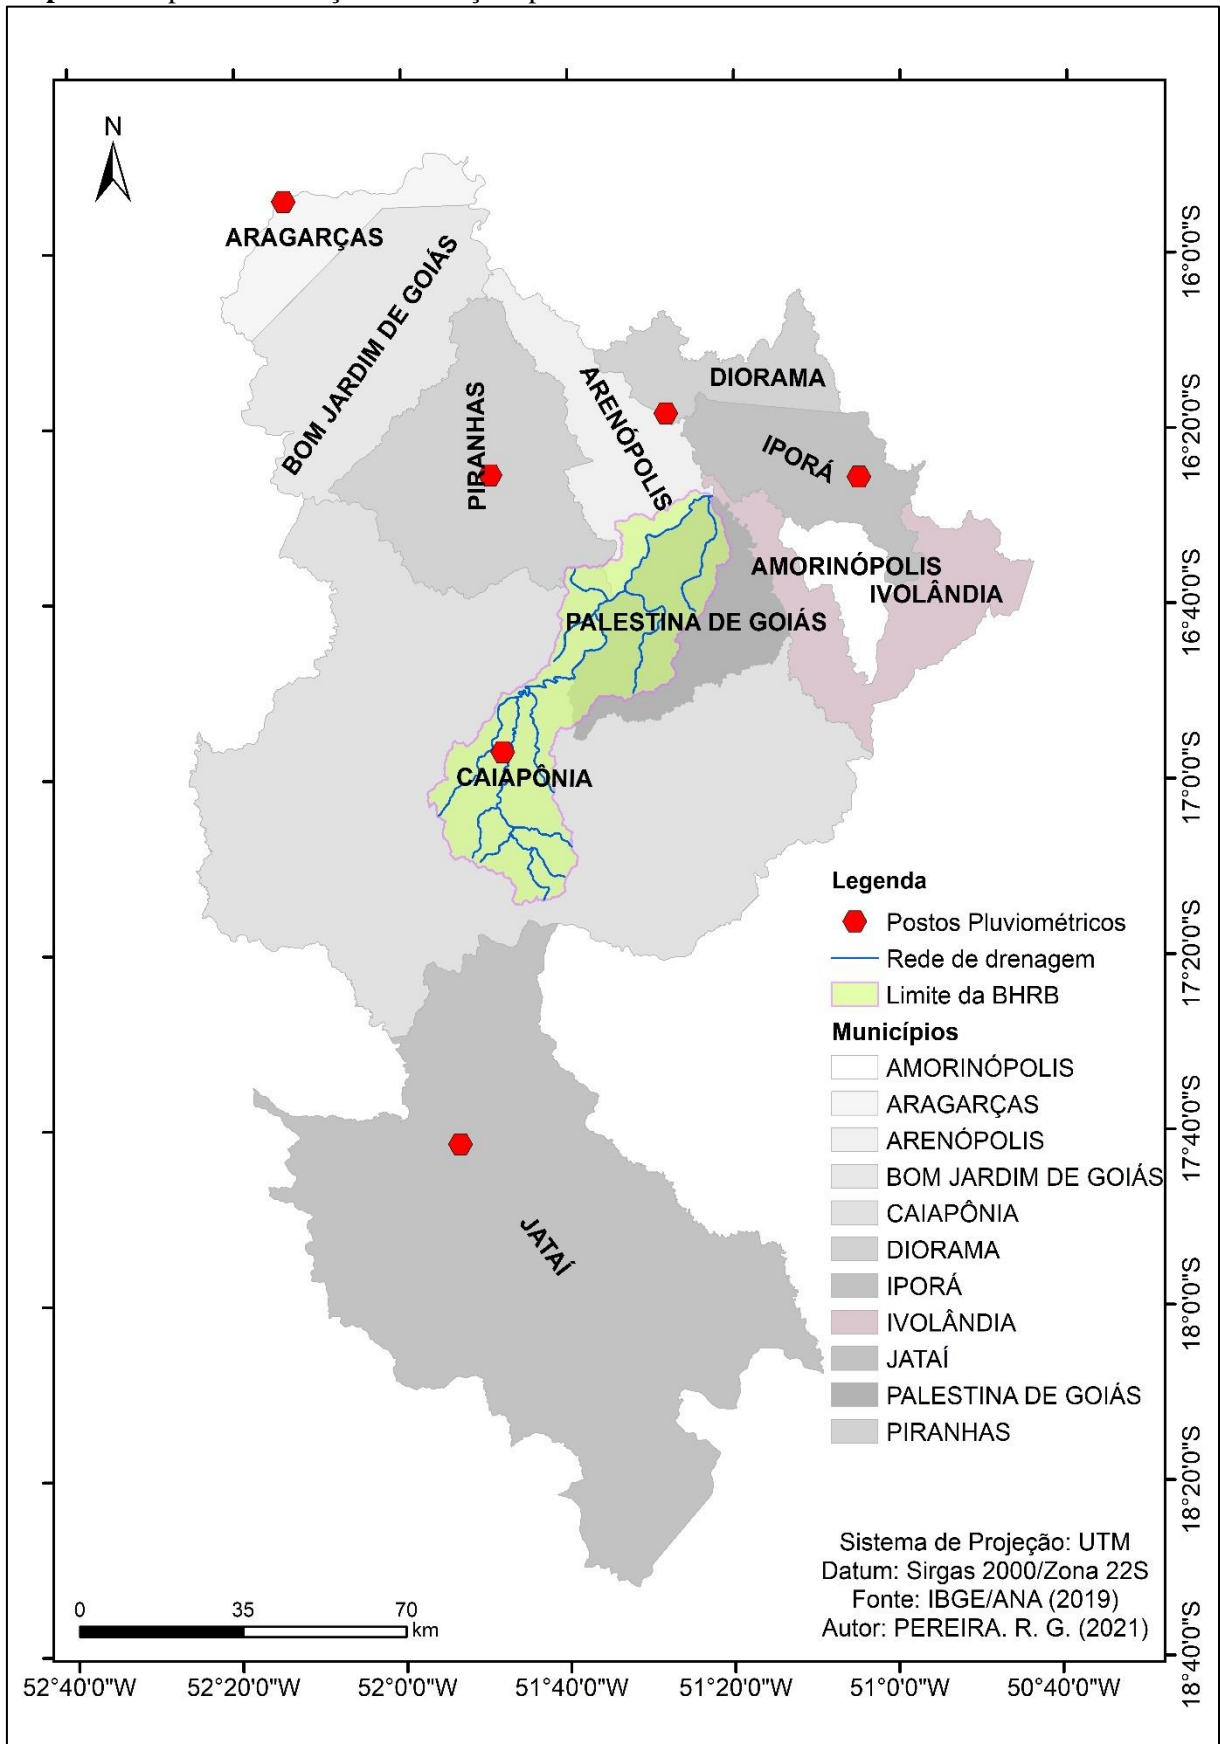 N
ARAGARÇAS
BOM JARDIM DE GOIÁS
PIRANHAS
ARENÓPOLIS
DIORAMA
IPORÁ
AMORINÓPOLIS
IVOLÂNDIA
PALESTINA DE GOIÁS
CAIAPÔNIA
JATAÍ
16°0'0"S
16°20'0"S
16°40'0"S
17°0'0"S
17°20'0"S
17°40'0"S
18°0'0"S
18°20'0"S
18°40'0"S
Legenda
Postos Pluviométricos
Rede de drenagem
Limite da BHRB
Municípios
AMORINÓPOLIS
ARAGARÇAS
ARENÓPOLIS
BOM JARDIM DE GOIÁS
CAIAPÔNIA
DIORAMA
IPORÁ
IVOLÂNDIA
JATAÍ
PALESTINA DE GOIÁS
PIRANHAS
Sistema de Projeção: UTM
Datum: Sirgas 2000/Zona 22S
Fonte: IBGE/ANA (2019)
Autor: PEREIRA. R. G. (2021)
0 35 70
km
52°40'0"W 52°20'0"W 52°0'0"W 51°40'0"W 51°20'0"W 51°0'0"W 50°40'0"W